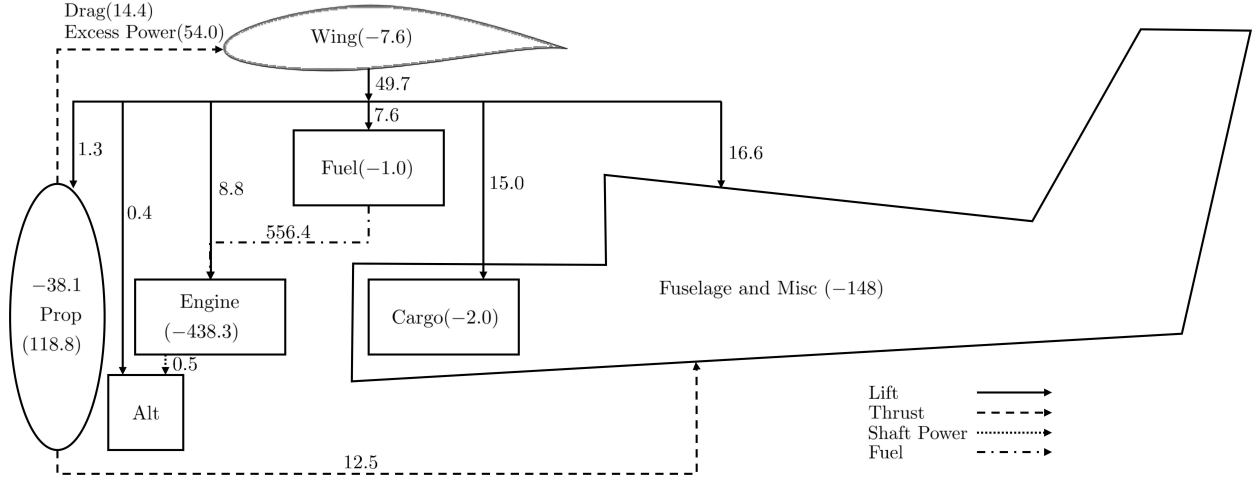 Drag(14.4)
Excess Power(54.0)
Wing(−7.6)
49.7
7.6
1.3
16.6
Fuel(−1.0)
8.8
15.0
0.4
556.4
−38.1
Prop
(118.8)
Engine
(−438.3)
Cargo(−2.0)
Fuselage and Misc (−148)
0.5
Alt
Lift
Thrust
Shaft Power
Fuel
12.5